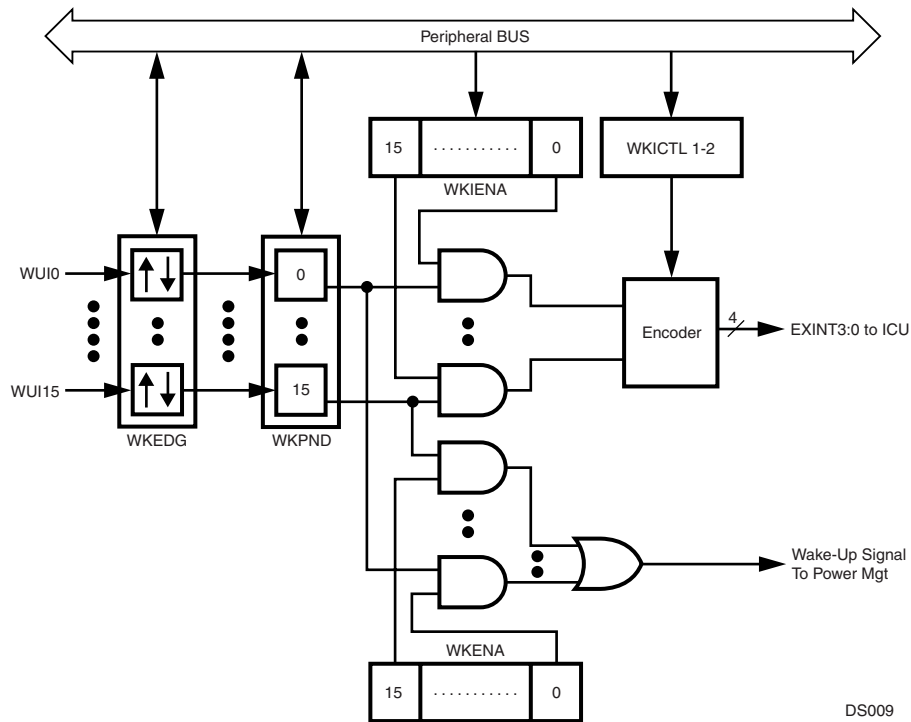 Peripheral BUS
15 ........... 0
WKIENA
WKICTL 1-2
WUI0
0
Encoder
4
EXINT3:0 to ICU
WUI15
15
WKEDG
WKPND
Wake-Up Signal
To Power Mgt
WKENA
15 ........... 0
DS009